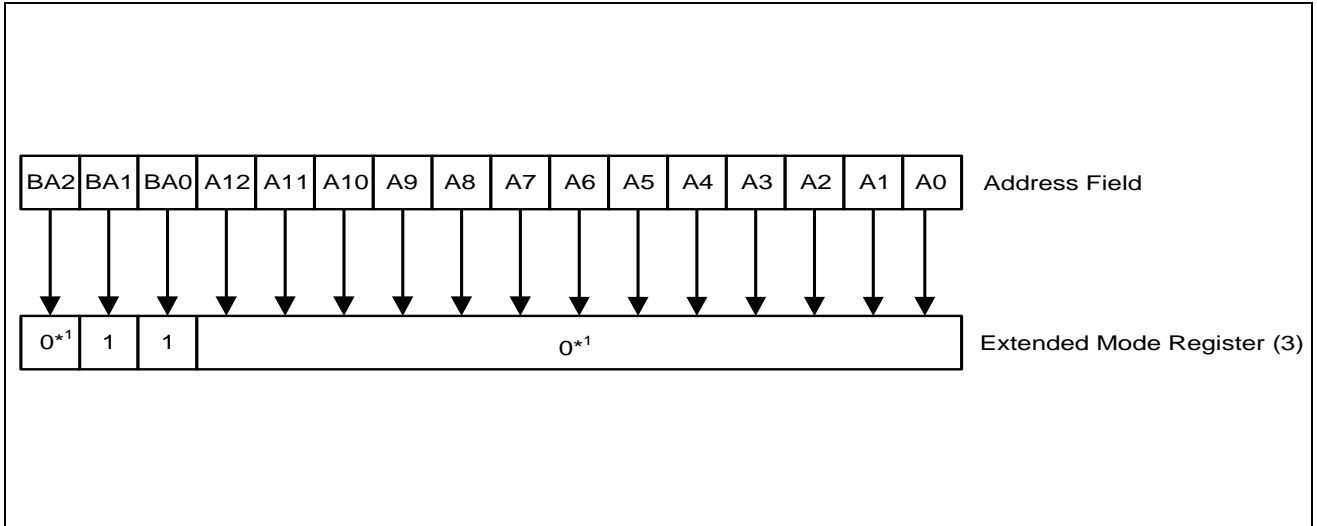 BA2 BA1 BA0 A12 A11 A10 A9 A8 A7 A6 A5 A4 A3 A2 A1 A0 Address Field
0*1 1 1 0*1 Extended Mode Register (3)